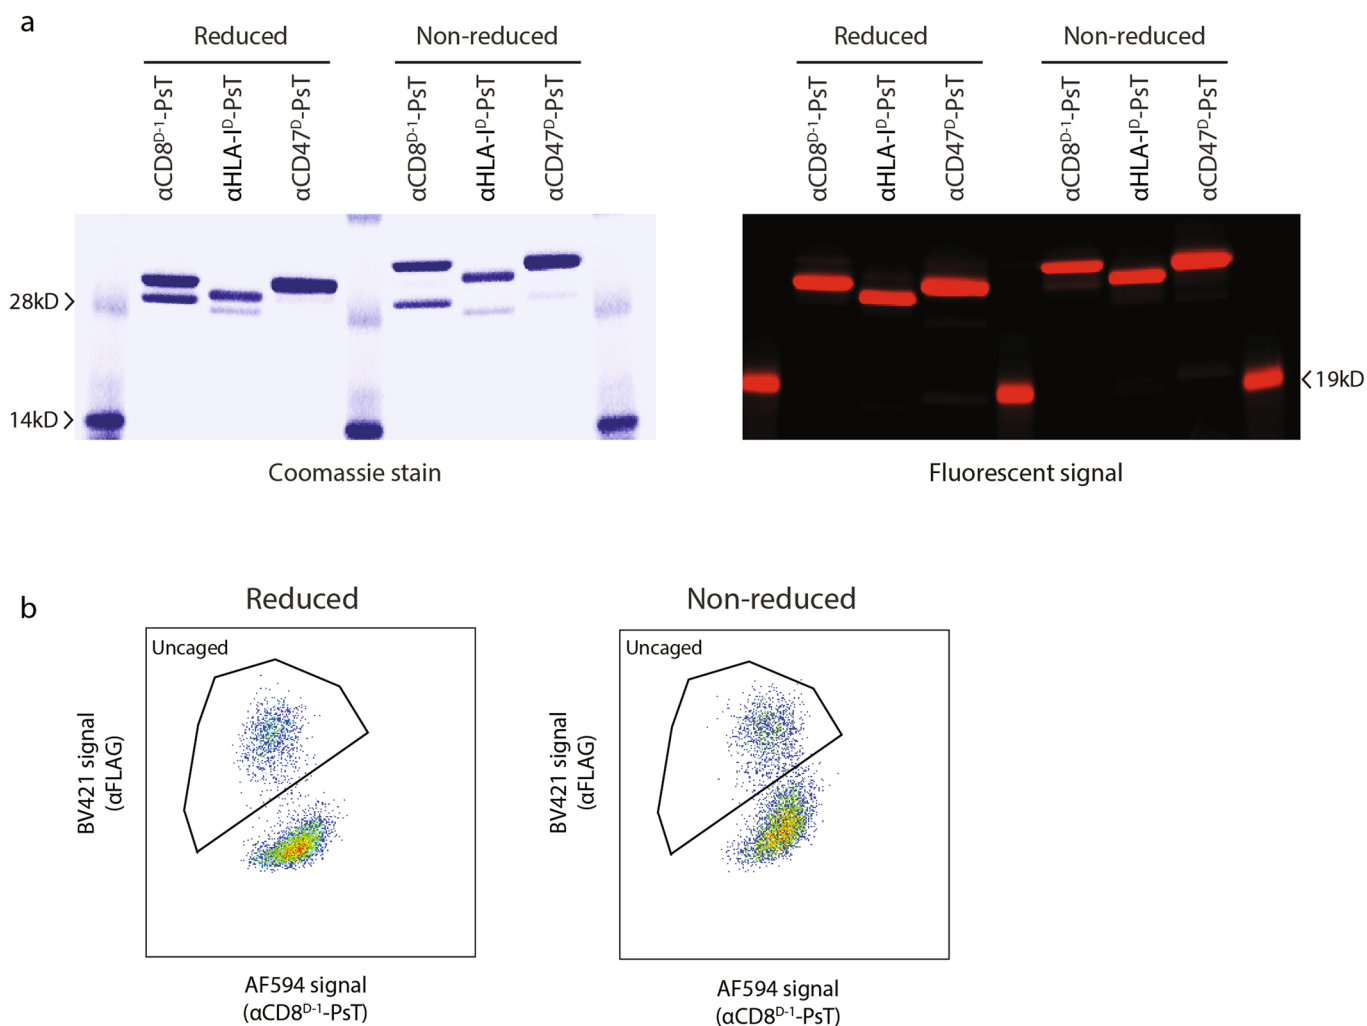 a
Reduced
Non-reduced
Reduced
Non-reduced
αCD8ᴰ⁻¹-PsT
αHLA-Iᴰ-PsT
αCD47ᴰ-PsT
αCD8ᴰ⁻¹-PsT
αHLA-Iᴰ-PsT
αCD47ᴰ-PsT
αCD8ᴰ⁻¹-PsT
αHLA-Iᴰ-PsT
αCD47ᴰ-PsT
αCD8ᴰ⁻¹-PsT
αHLA-Iᴰ-PsT
αCD47ᴰ-PsT
28kD >
14kD >
< 19kD
Coomassie stain
Fluorescent signal
b
Reduced
Non-reduced
Uncaged
Uncaged
BV421 signal
(αFLAG)
BV421 signal
(αFLAG)
AF594 signal
(αCD8ᴰ⁻¹-PsT)
AF594 signal
(αCD8ᴰ⁻¹-PsT)